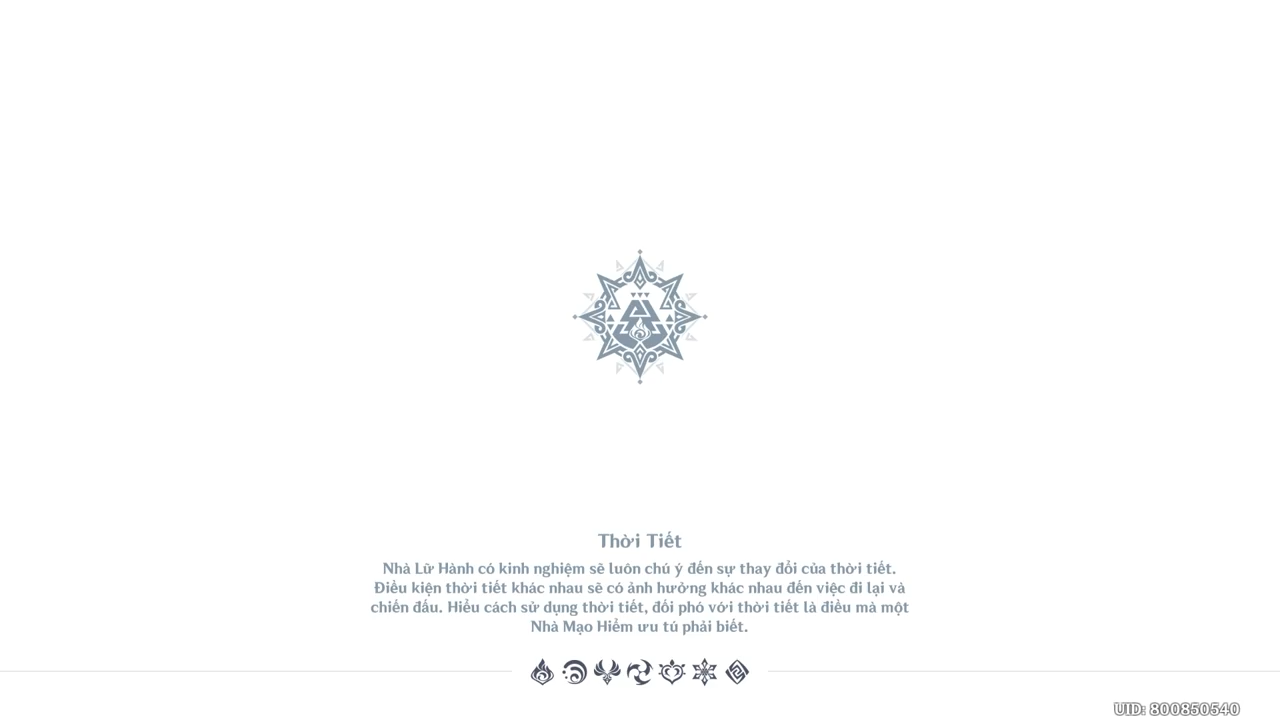 Thời Tiết
Nhà Lữ Hành có kinh nghiệm sẽ luôn chú ý đến sự thay đổi của thời tiết.
Điều kiện thời tiết khác nhau sẽ có ảnh hưởng khác nhau đến việc đi lại và
chiến đấu. Hiểu cách sử dụng thời tiết, đối phó với thời tiết là điều mà một
Nhà Mạo Hiểm ưu tú phải biết.
UID: 800850540